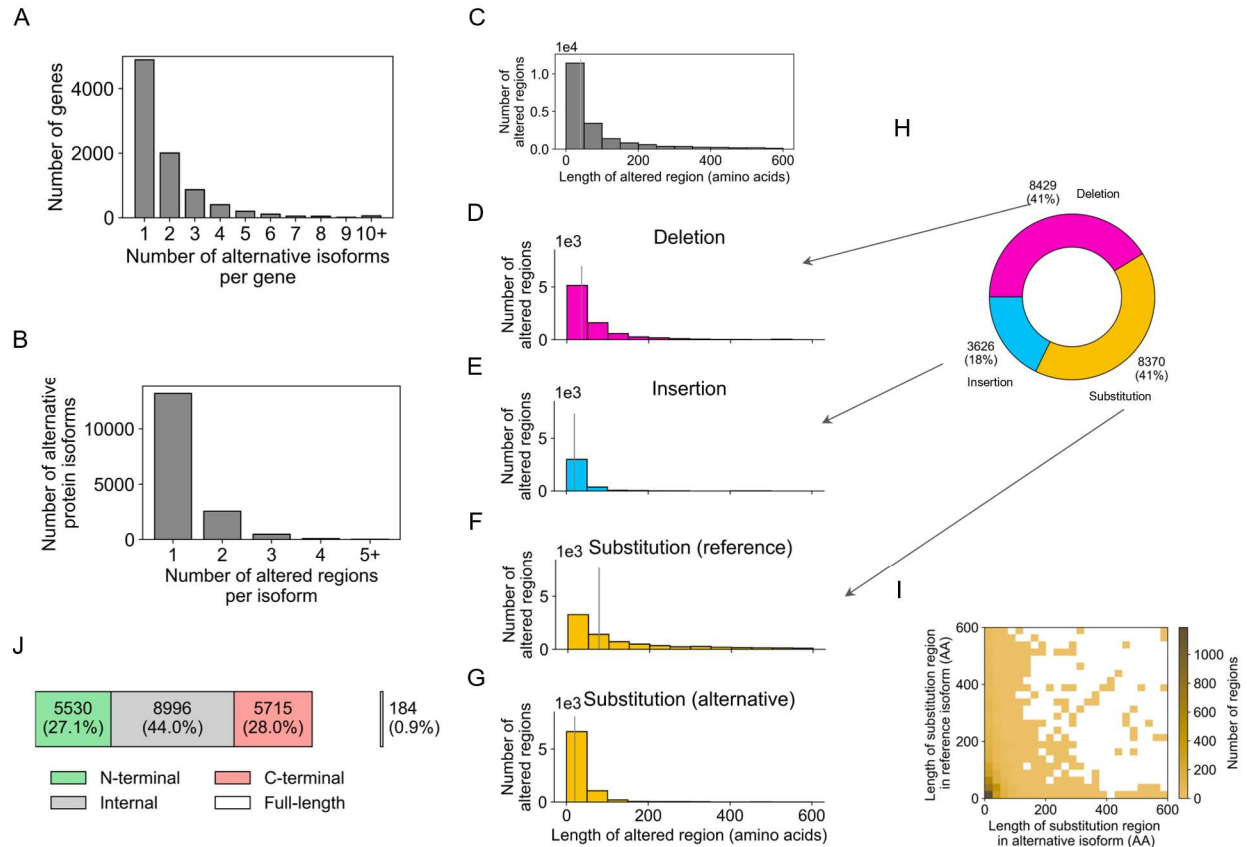 A
4000
2000
0
Number of genes
1 2 3 4 5 6 7 8 9 10+
Number of alternative isoforms
per gene
B
10000
5000
0
Number of alternative
protein isoforms
1 2 3 4 5+
Number of altered regions
per isoform
J
5530
(27.1%)
8996
(44.0%)
5715
(28.0%)
184
(0.9%)
N-terminal
C-terminal
Internal
Full-length
C
1e4
1.0
0.5
0.0
Number of
altered regions
0 200 400 600
Length of altered region (amino acids)
D
1e3
Deletion
5
0
Number of
altered regions
E
1e3
Insertion
5
0
Number of
altered regions
F
1e3
Substitution (reference)
5
0
Number of
altered regions
G
1e3
Substitution (alternative)
5
0
Number of
altered regions
0 200 400 600
Length of altered region (amino acids)
H
8429
(41%)
Deletion
3626
(18%)
Insertion
8370
(41%)
Substitution
I
600
400
200
0
Length of substitution region
in reference isoform (AA)
0 200 400 600
Length of substitution region
in alternative isoform (AA)
1000
800
600
400
200
0
Number of regions